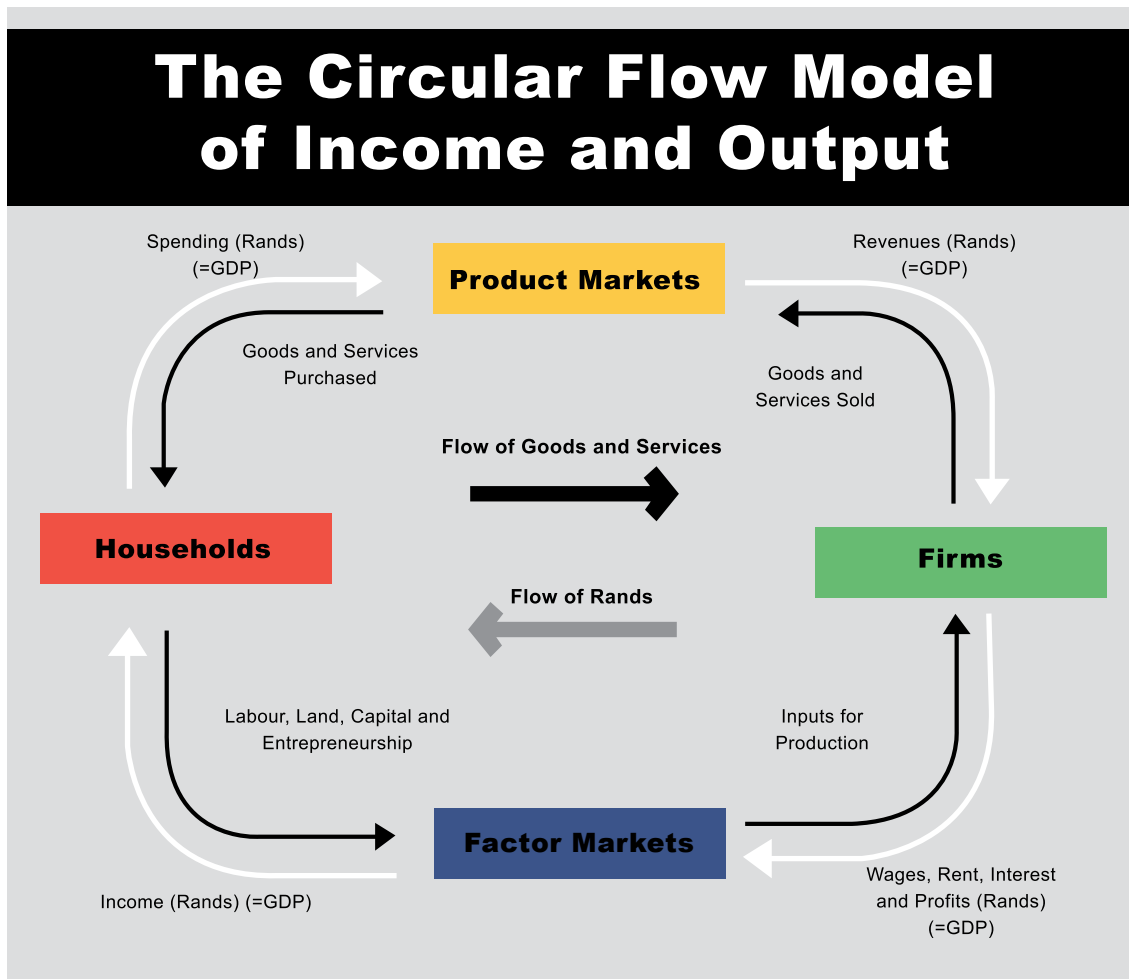 The Circular Flow Model
of Income and Output
Spending (Rands)
(=GDP)
Product Markets
Revenues (Rands)
(=GDP)
Goods and Services
Purchased
Goods and
Services Sold
Flow of Goods and Services
Households
Firms
Flow of Rands
Labour, Land, Capital and
Entrepreneurship
Inputs for
Production
Factor Markets
Income (Rands) (=GDP)
Wages, Rent, Interest
and Profits (Rands)
(=GDP)